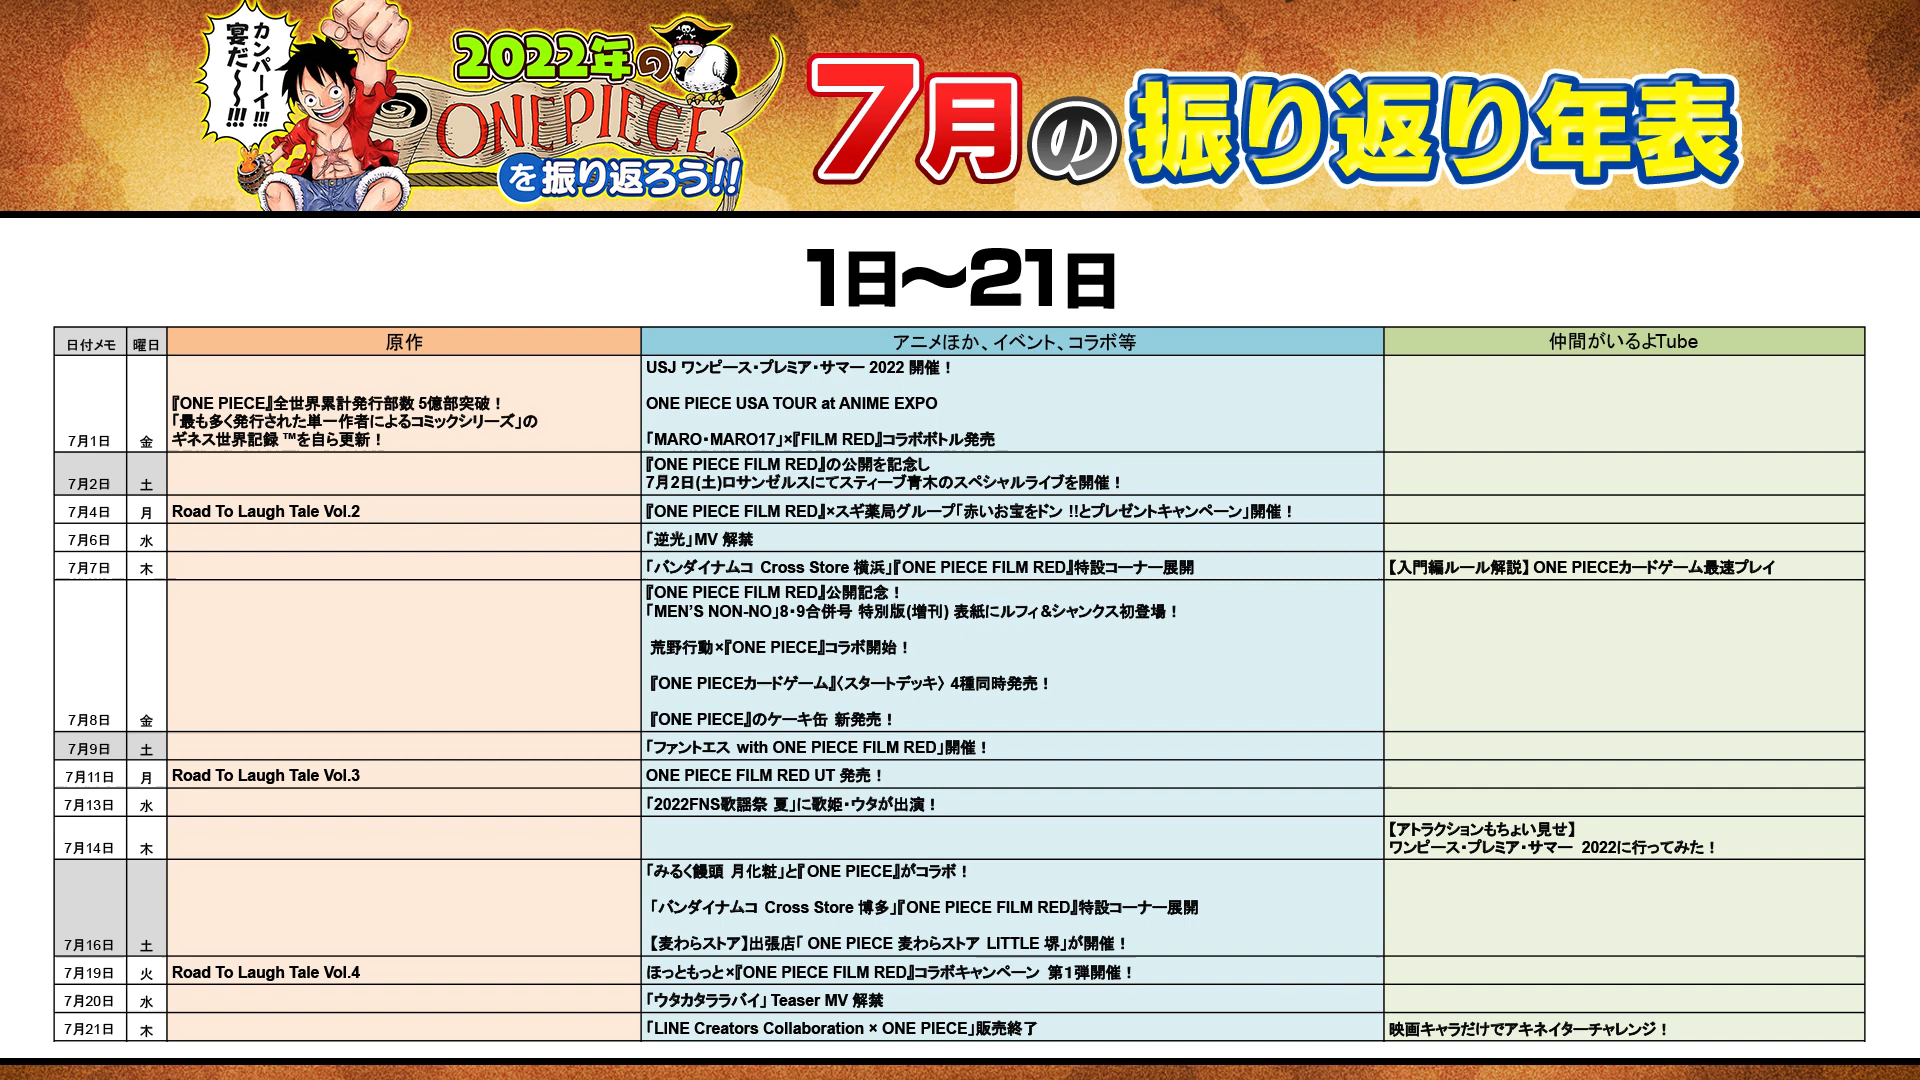 カンパーイ!!!
宴だ〜〜!!!
2022年の
ONE PIECE
を振り返ろう!!
7月の振り返り年表
1日〜21日
日付メモ 曜日 原作 アニメほか、イベント、コラボ等 仲間がいるよTube
7月1日 金
『ONE PIECE』全世界累計発行部数 5億部突破！
「最も多く発行された単一作者によるコミックシリーズ」の
ギネス世界記録 ™を自ら更新！
USJ ワンピース・プレミア・サマー 2022 開催！
ONE PIECE USA TOUR at ANIME EXPO
「MARO・MARO17」×『FILM RED』コラボボトル発売
7月2日 土
『ONE PIECE FILM RED』の公開を記念し
7月2日(土)ロサンゼルスにてスティーブ青木のスペシャルライブを開催！
7月4日 月 Road To Laugh Tale Vol.2 『ONE PIECE FILM RED』×スギ薬局グループ「赤いお宝をドン !!とプレゼントキャンペーン」開催！
7月6日 水 「逆光」MV 解禁
7月7日 木 「バンダイナムコ Cross Store 横浜」『ONE PIECE FILM RED』特設コーナー展開 【入門編ルール解説】 ONE PIECEカードゲーム最速プレイ
7月8日 金
『ONE PIECE FILM RED』公開記念！
「MEN'S NON-NO」8・9合併号 特別版(増刊) 表紙にルフィ＆シャンクス初登場！
荒野行動×『ONE PIECE』コラボ開始！
『ONE PIECEカードゲーム』〈スタートデッキ〉 4種同時発売！
『ONE PIECE』のケーキ缶 新発売！
7月9日 土 「ファントエス with ONE PIECE FILM RED」開催！
7月11日 月 Road To Laugh Tale Vol.3 ONE PIECE FILM RED UT 発売！
7月13日 水 「2022FNS歌謡祭 夏」に歌姫・ウタが出演！
7月14日 木
【アトラクションもちょい見せ】
ワンピース・プレミア・サマー 2022に行ってみた！
7月16日 土
「みるく饅頭 月化粧」と『ONE PIECE』がコラボ！
「バンダイナムコ Cross Store 博多」『ONE PIECE FILM RED』特設コーナー展開
【麦わらストア】出張店「 ONE PIECE 麦わらストア LITTLE 堺」が開催！
7月19日 火 Road To Laugh Tale Vol.4 ほっともっと×『ONE PIECE FILM RED』コラボキャンペーン 第1弾開催！
7月20日 水 「ウタカタララバイ」 Teaser MV 解禁
7月21日 木 「LINE Creators Collaboration × ONE PIECE」販売終了 映画キャラだけでアキネイターチャレンジ！